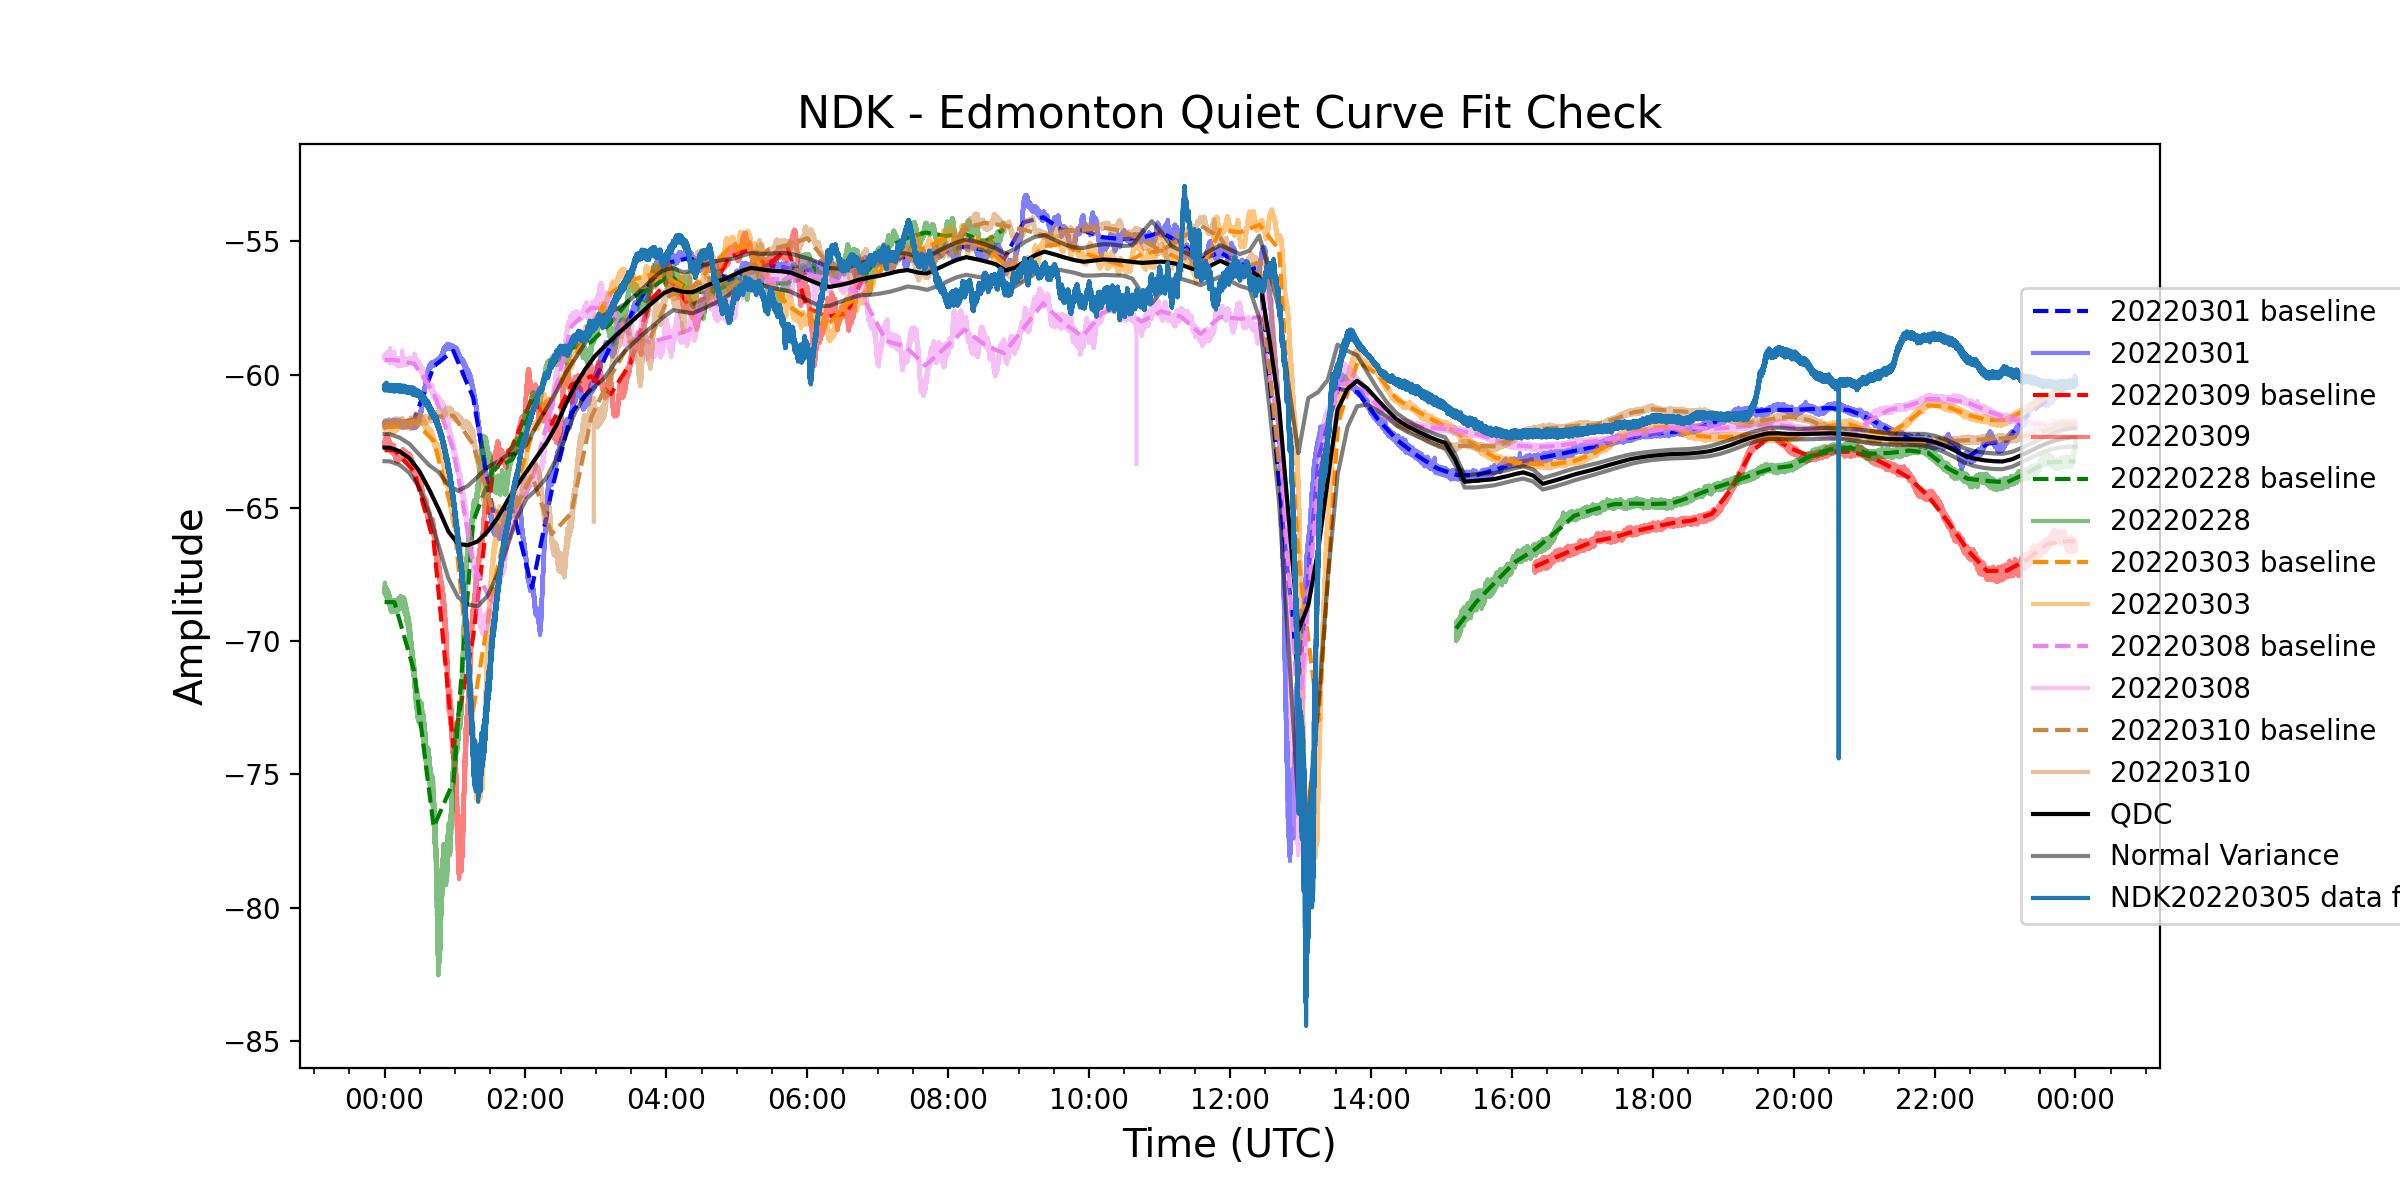 NDK - Edmonton Quiet Curve Fit Check
Amplitude
−55
−60
−65
−70
−75
−80
−85
00:00 02:00 04:00 06:00 08:00 10:00 12:00 14:00 16:00 18:00 20:00 22:00 00:00
Time (UTC)
20220301 baseline
20220301
20220309 baseline
20220309
20220228 baseline
20220228
20220303 baseline
20220303
20220308 baseline
20220308
20220310 baseline
20220310
QDC
Normal Variance
NDK20220305 data